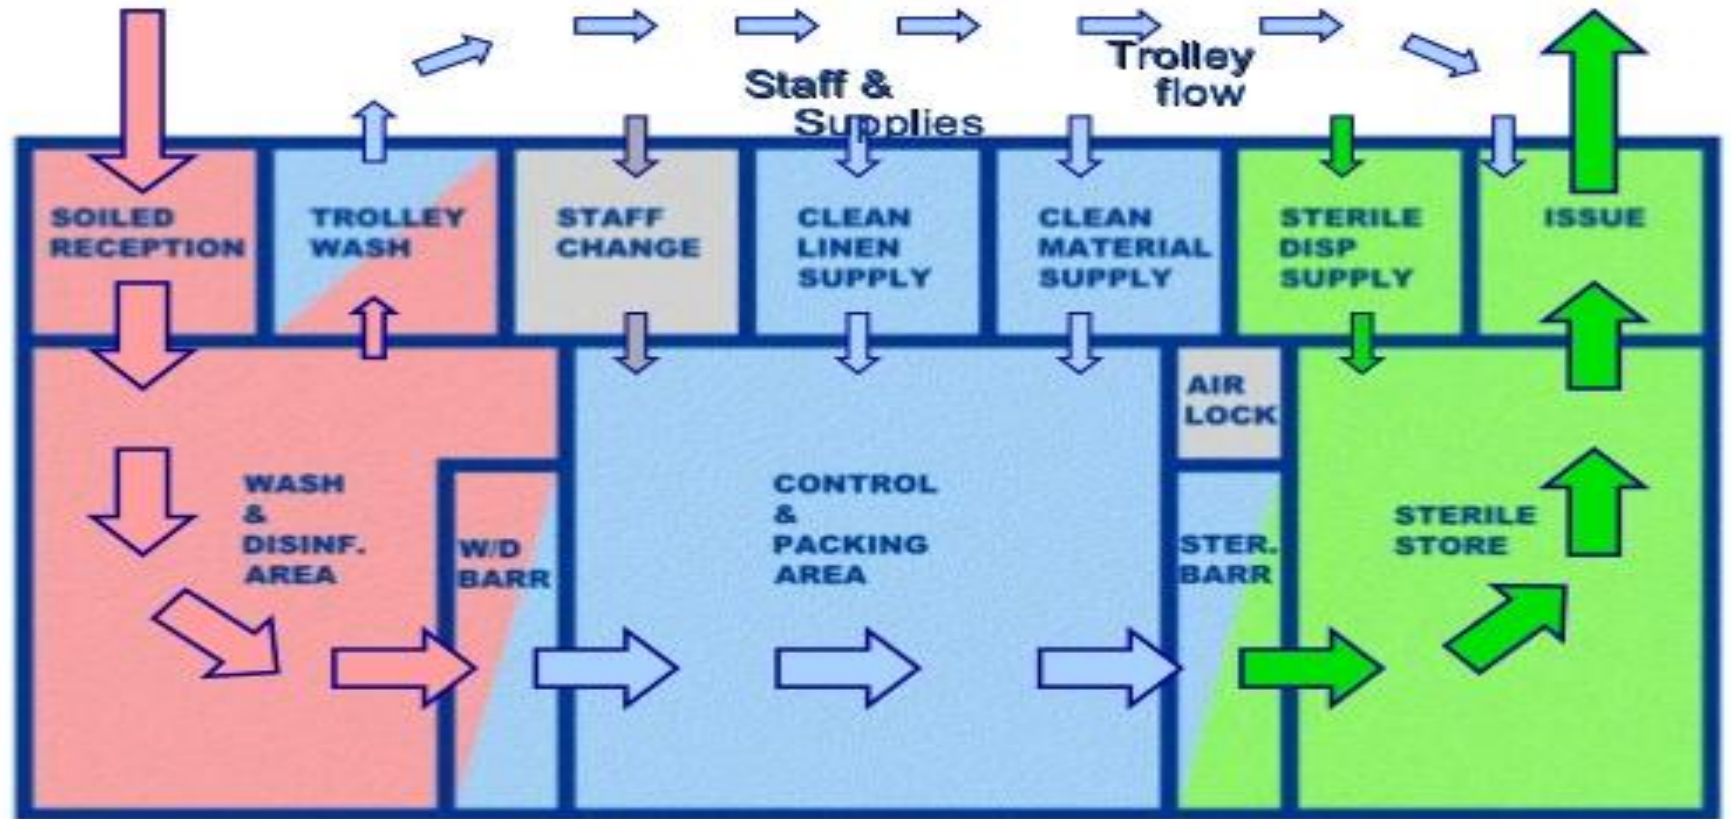 Trolley
flow
Staff &
Supplies
SOILED
RECEPTION
TROLLEY
WASH
STAFF
CHANGE
CLEAN
LINEN
SUPPLY
CLEAN
MATERIAL
SUPPLY
STERILE
DISP
SUPPLY
ISSUE
AIR
LOCK
WASH
&
DISINF.
AREA
W/D
BARR
CONTROL
&
PACKING
AREA
STER.
BARR
STERILE
STORE